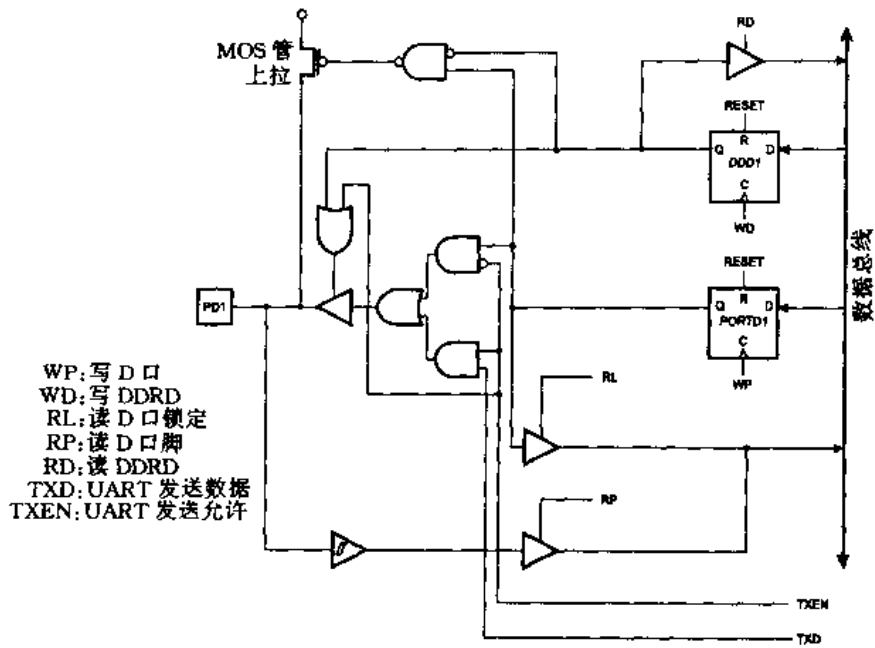 MOS 管
上拉
RD
RESET
R
Q
D
DDD1
C
WD
RESET
R
Q
D
PORTD1
C
WP
数据总线
PD1
WP:写 D 口
WD:写 DDRD
RL:读 D 口锁定
RP:读 D 口脚
RD:读 DDRD
TXD:UART 发送数据
TXEN:UART 发送允许
RL
RP
TXEN
TXD